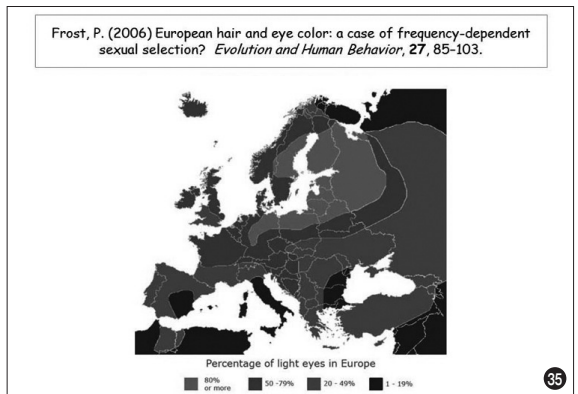 Frost, P. (2006) European hair and eye color: a case of frequency-dependent
sexual selection? Evolution and Human Behavior, 27, 85-103.
Percentage of light eyes in Europe
80%
or more
50 -79%
20 - 49%
1 - 19%
35